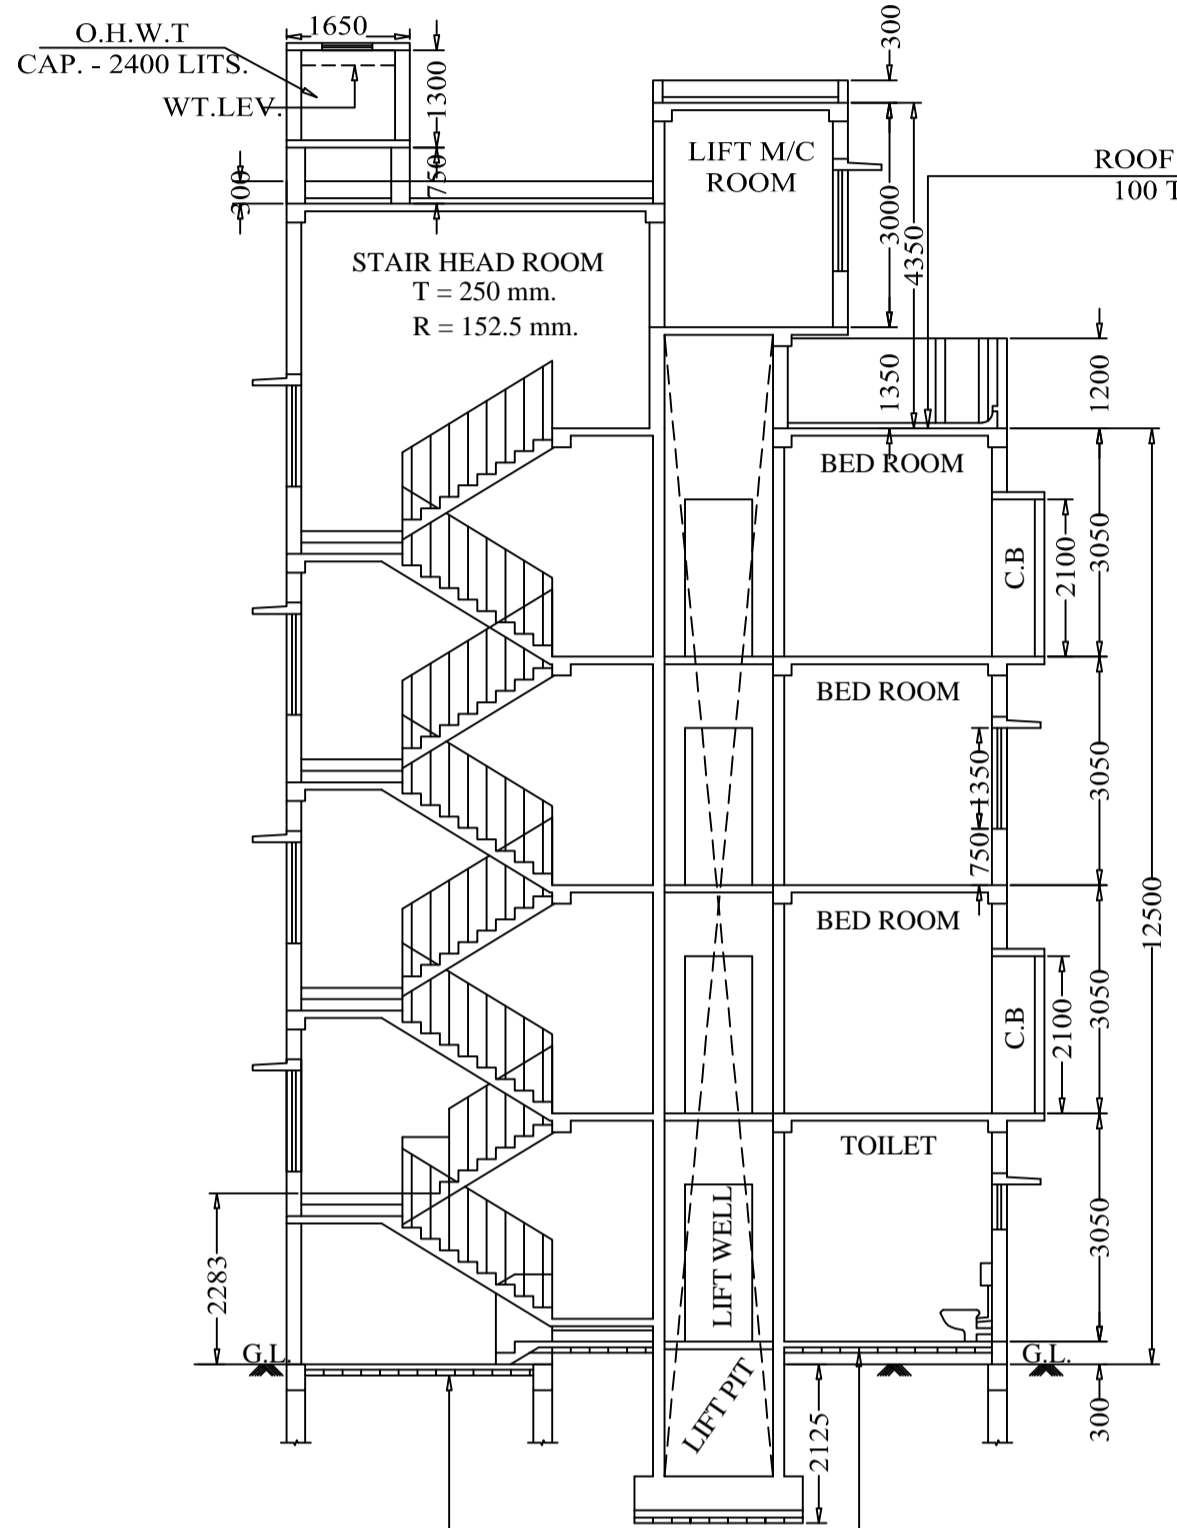 O.H.W.T
CAP. - 2400 LITS.
WT.LEV.
1650
1300
750
300
300
LIFT M/C
ROOM
3000
4350
ROOF
100 T
STAIR HEAD ROOM
T = 250 mm.
R = 152.5 mm.
1350
1200
BED ROOM
C.B
2100
3050
BED ROOM
1350
750
3050
12500
BED ROOM
C.B
2100
3050
TOILET
LIFT WELL
3050
2283
G.L.
G.L.
LIFT PIT
2125
300